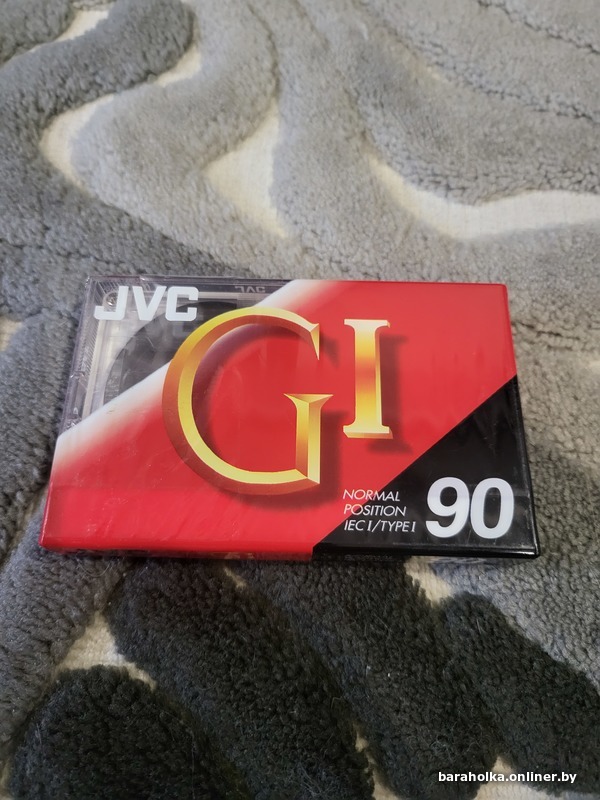 JVC
GI
NORMAL
POSITION
IEC I/TYPE I
90
baraholka.onliner.by